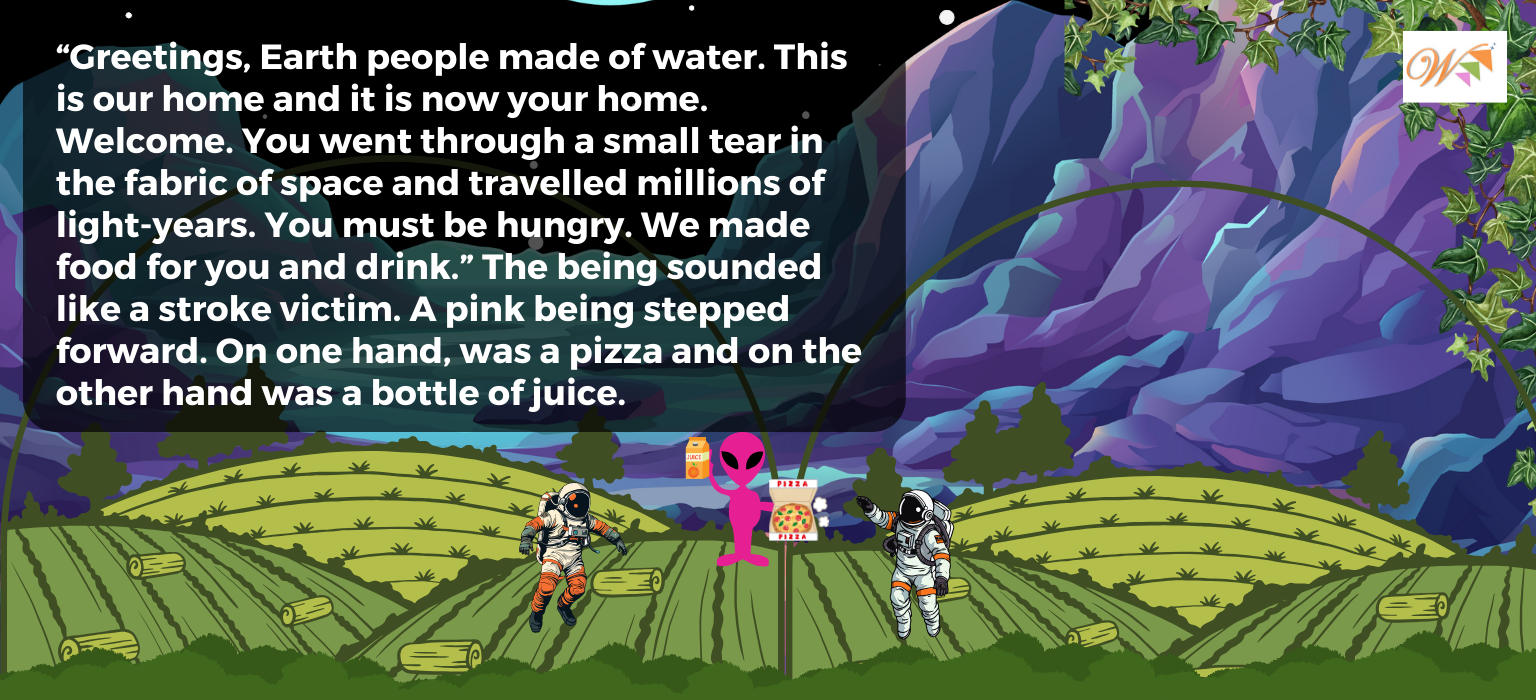 “Greetings, Earth people made of water. This
is our home and it is now your home.
Welcome. You went through a small tear in
the fabric of space and travelled millions of
light-years. You must be hungry. We made
food for you and drink.” The being sounded
like a stroke victim. A pink being stepped
forward. On one hand, was a pizza and on the
other hand was a bottle of juice.
W
JUICE
PIZZA
PIZZA